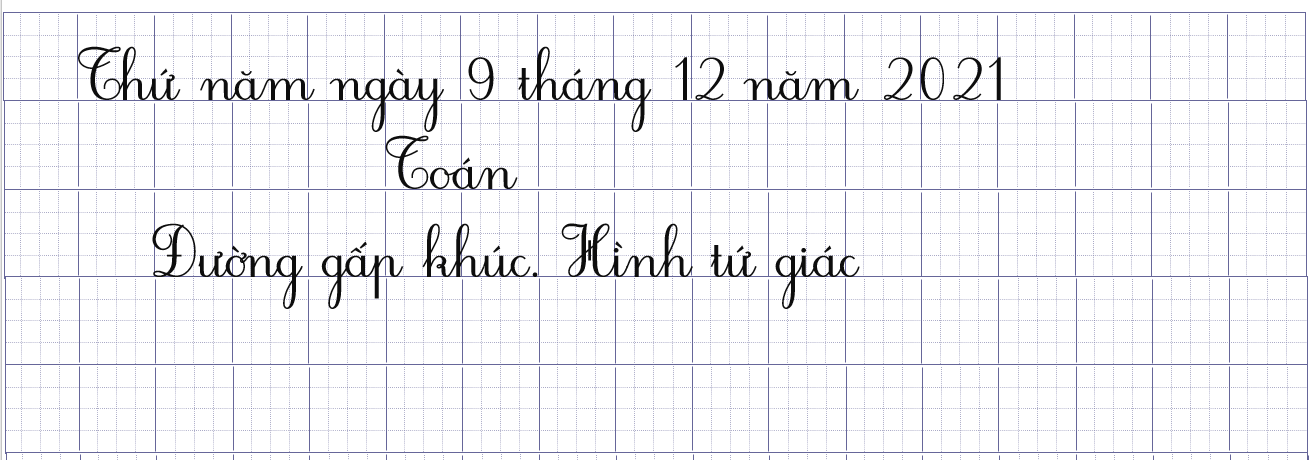 Thứ năm ngày 9 tháng 12 năm 2021
Toán
Đường gấp khúc. Hình tứ giác